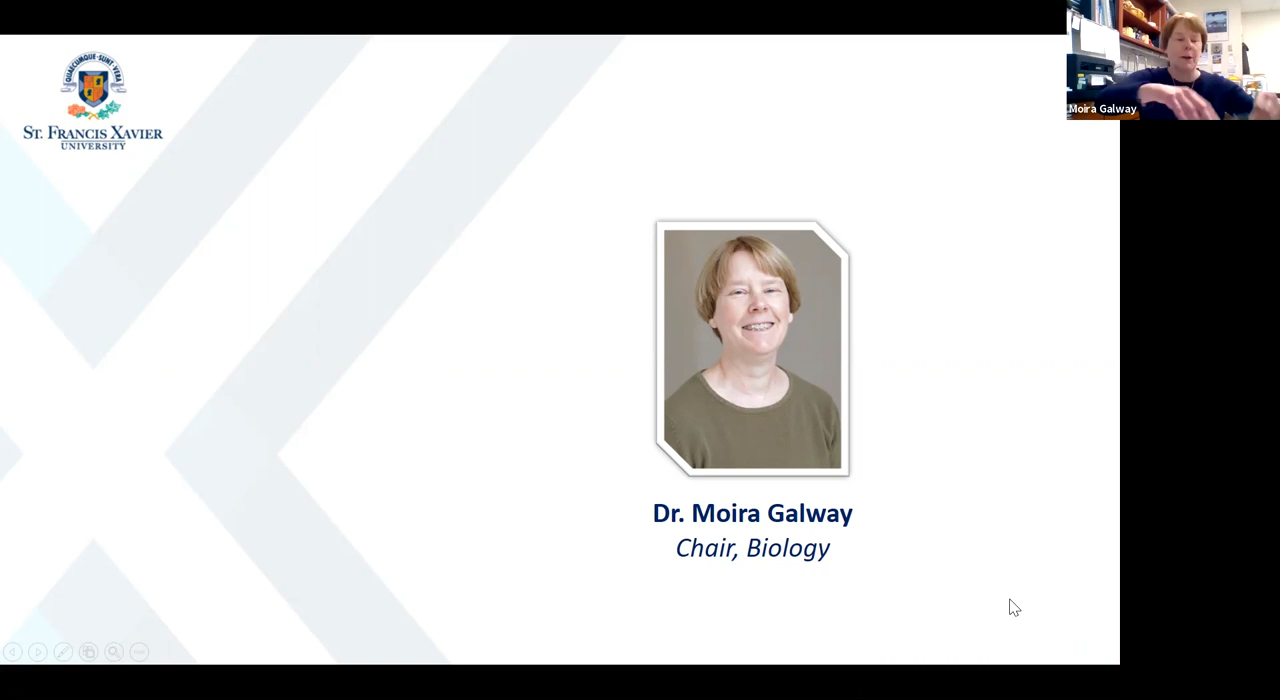 QUAECUMQUE·SUNT·VERA
ST. FRANCIS XAVIER
UNIVERSITY
Moira Galway
Dr. Moira Galway
Chair, Biology